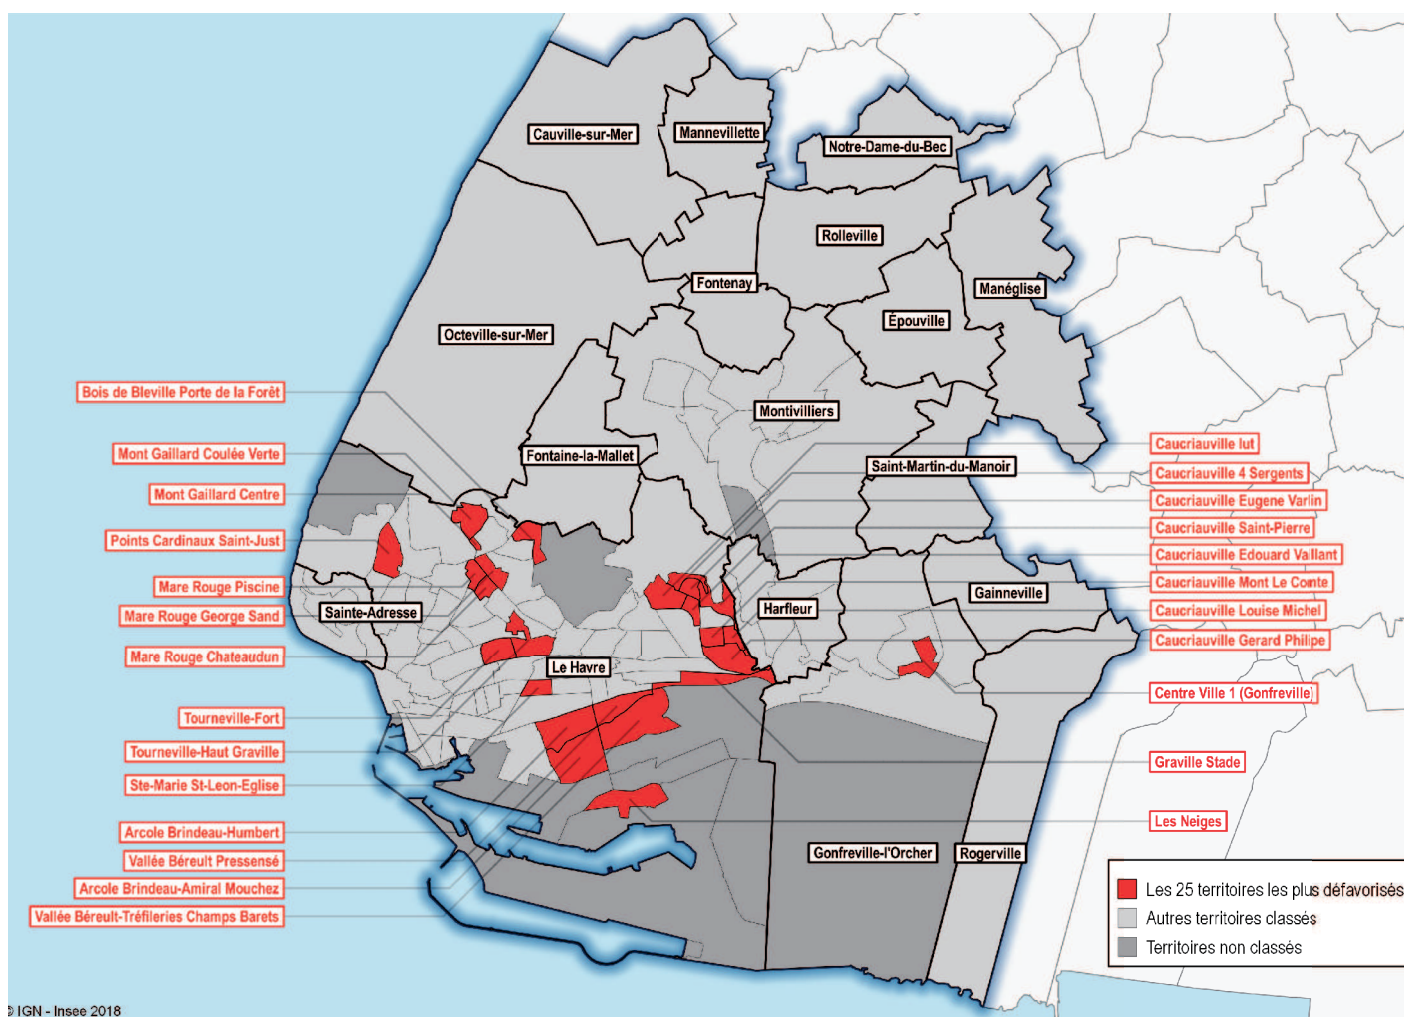 Cauville-sur-Mer
Mannevillette
Notre-Dame-du-Bec
Rolleville
Fontenay
Manéglise
Épouville
Octeville-sur-Mer
Montivilliers
Fontaine-la-Mallet
Saint-Martin-du-Manoir
Gainneville
Harfleur
Sainte-Adresse
Le Havre
Gonfreville-l'Orcher
Rogerville
Bois de Bleville Porte de la Forêt
Mont Gaillard Coulée Verte
Mont Gaillard Centre
Points Cardinaux Saint-Just
Mare Rouge Piscine
Mare Rouge George Sand
Mare Rouge Chateaudun
Tourneville-Fort
Tourneville-Haut Graville
Ste-Marie St-Leon-Eglise
Arcole Brindeau-Humbert
Vallée Béreult Pressensé
Arcole Brindeau-Amiral Mouchez
Vallée Béreult-Tréfileries Champs Barets
Caucriauville Iut
Caucriauville 4 Sergents
Caucriauville Eugene Varlin
Caucriauville Saint-Pierre
Caucriauville Edouard Vaillant
Caucriauville Mont Le Conte
Caucriauville Louise Michel
Caucriauville Gerard Philipe
Centre Ville 1 (Gonfreville)
Graville Stade
Les Neiges
Les 25 territoires les plus défavorisés
Autres territoires classés
Territoires non classés
© IGN - Insee 2018